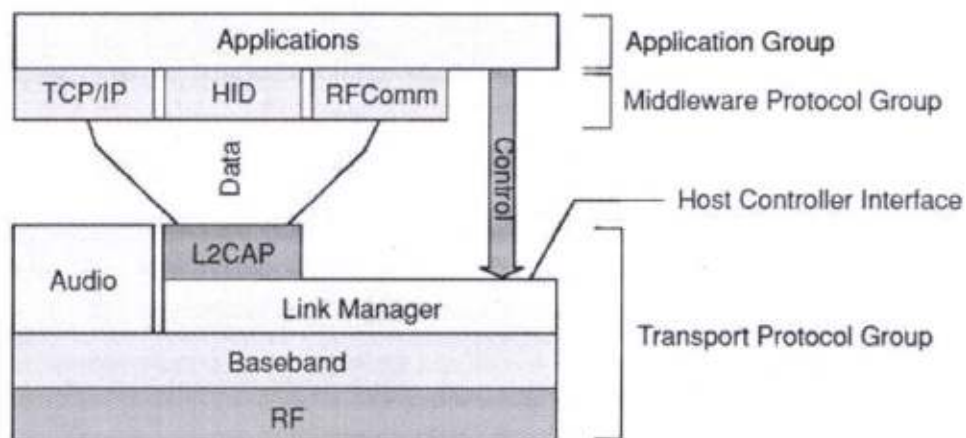 Applications
Application Group
TCP/IP
HID
RFComm
Middleware Protocol Group
Data
Control
Host Controller Interface
L2CAP
Audio
Link Manager
Transport Protocol Group
Baseband
RF